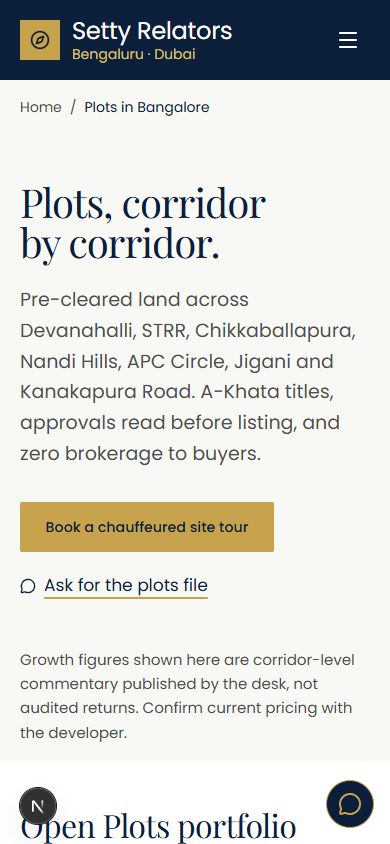 Setty Relators
Bengaluru · Dubai
Home / Plots in Bangalore
Plots, corridor
by corridor.
Pre-cleared land across
Devanahalli, STRR, Chikkaballapura,
Nandi Hills, APC Circle, Jigani and
Kanakapura Road. A-Khata titles,
approvals read before listing, and
zero brokerage to buyers.
Book a chauffeured site tour
Ask for the plots file
Growth figures shown here are corridor-level
commentary published by the desk, not
audited returns. Confirm current pricing with
the developer.
N
Open Plots portfolio